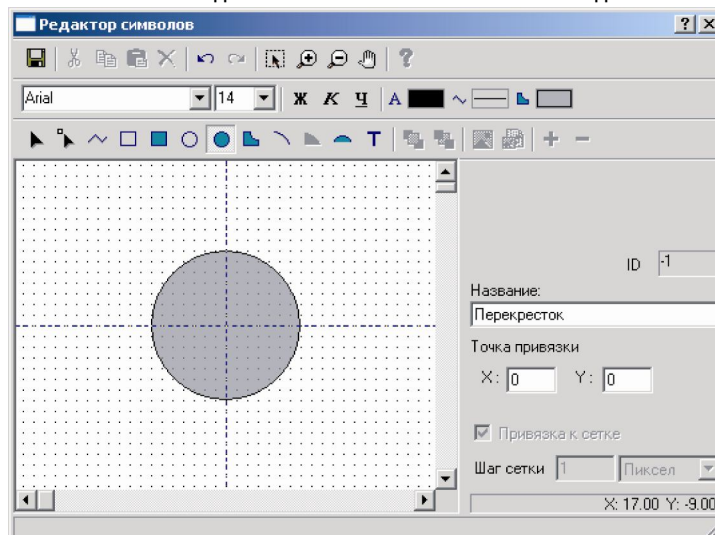 Редактор символов
Arial 14 Ж К Ч А
Т
ID -1
Название:
Перекресток
Точка привязки
X: 0 Y: 0
Привязка к сетке
Шаг сетки 1 Пиксел
X: 17.00 Y: -9.00